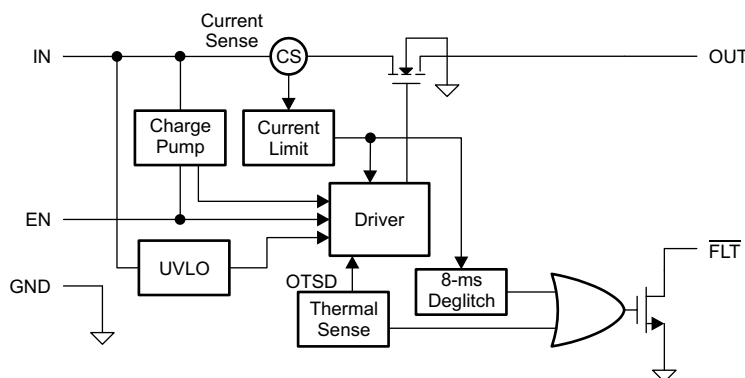 Current
Sense
IN
CS
OUT
Charge
Pump
Current
Limit
EN
Driver
FLT
UVLO
8-ms
Deglitch
GND
OTSD
Thermal
Sense